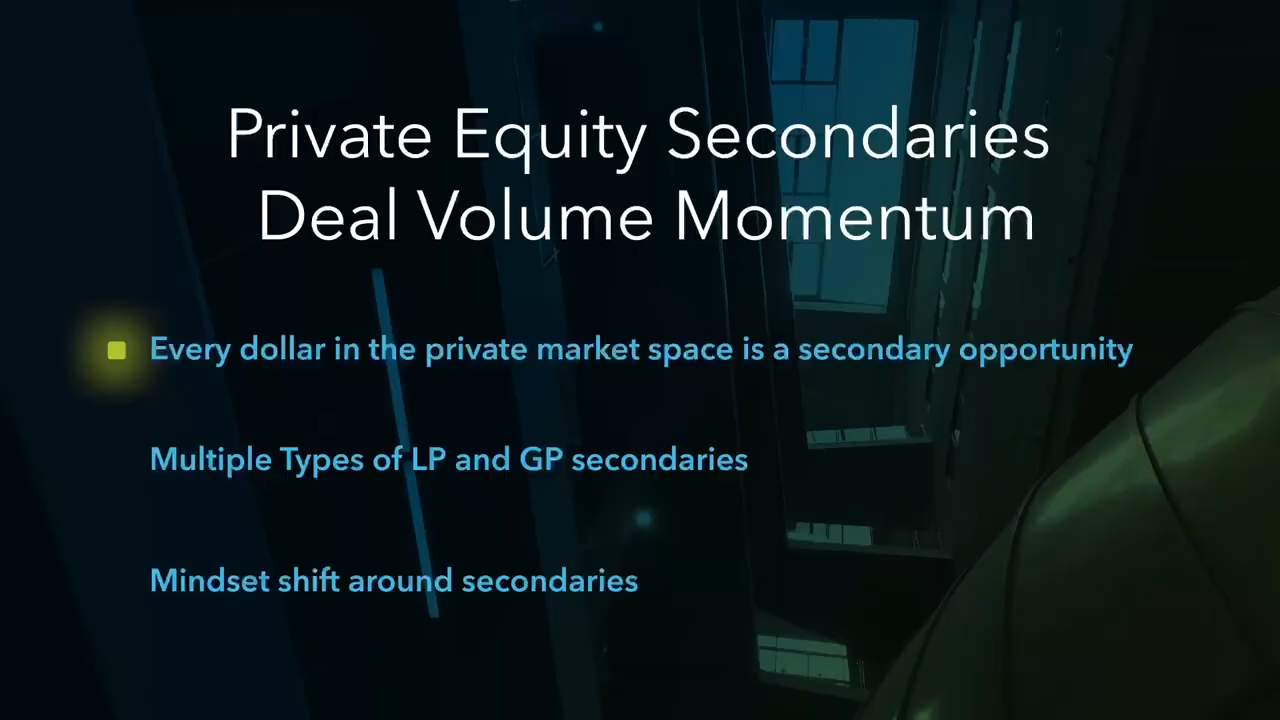 Private Equity Secondaries
Deal Volume Momentum
Every dollar in the private market space is a secondary opportunity
Multiple Types of LP and GP secondaries
Mindset shift around secondaries